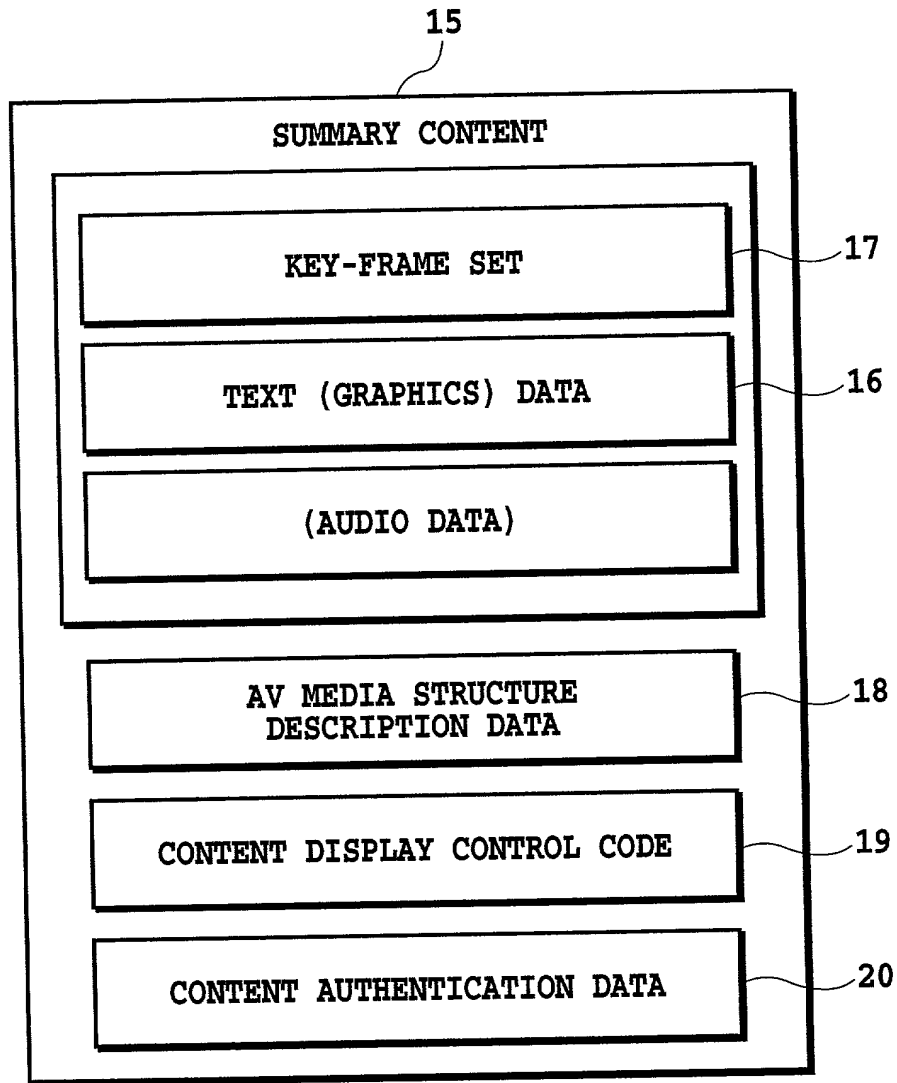 15
SUMMARY CONTENT
KEY-FRAME SET
17
TEXT (GRAPHICS) DATA
16
(AUDIO DATA)
AV MEDIA STRUCTURE
DESCRIPTION DATA
18
CONTENT DISPLAY CONTROL CODE
19
CONTENT AUTHENTICATION DATA
20